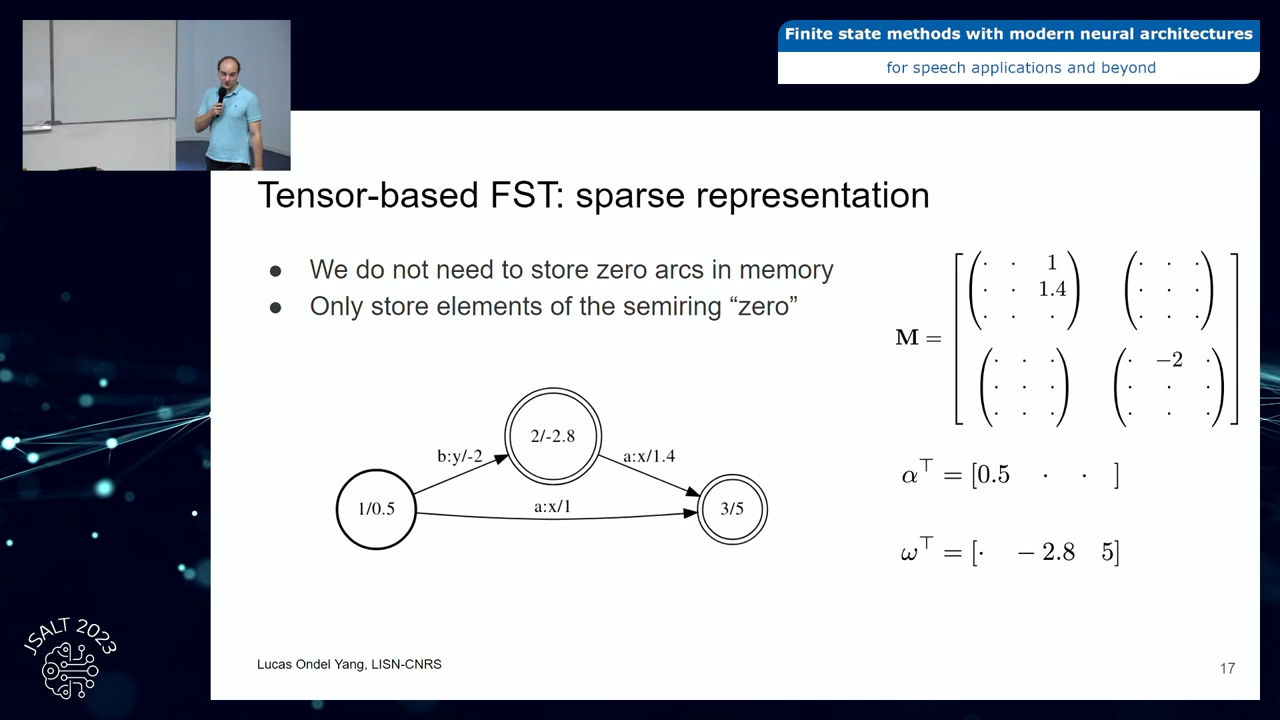 Finite state methods with modern neural architectures
for speech applications and beyond
Tensor-based FST: sparse representation
● We do not need to store zero arcs in memory
● Only store elements of the semiring “zero”
M = [ ( · · 1 ) ( · · · )
( · · 1.4 ) ( · · · )
( · · · ) ( · · · )
( · · · ) ( · −2 · )
( · · · ) ( · · · )
( · · · ) ( · · · ) ]
α⊤ = [0.5 · · ]
ω⊤ = [· − 2.8 5]
2/-2.8
b:y/-2
a:x/1.4
1/0.5
a:x/1
3/5
JSALT 2023
Lucas Ondel Yang, LISN-CNRS
17